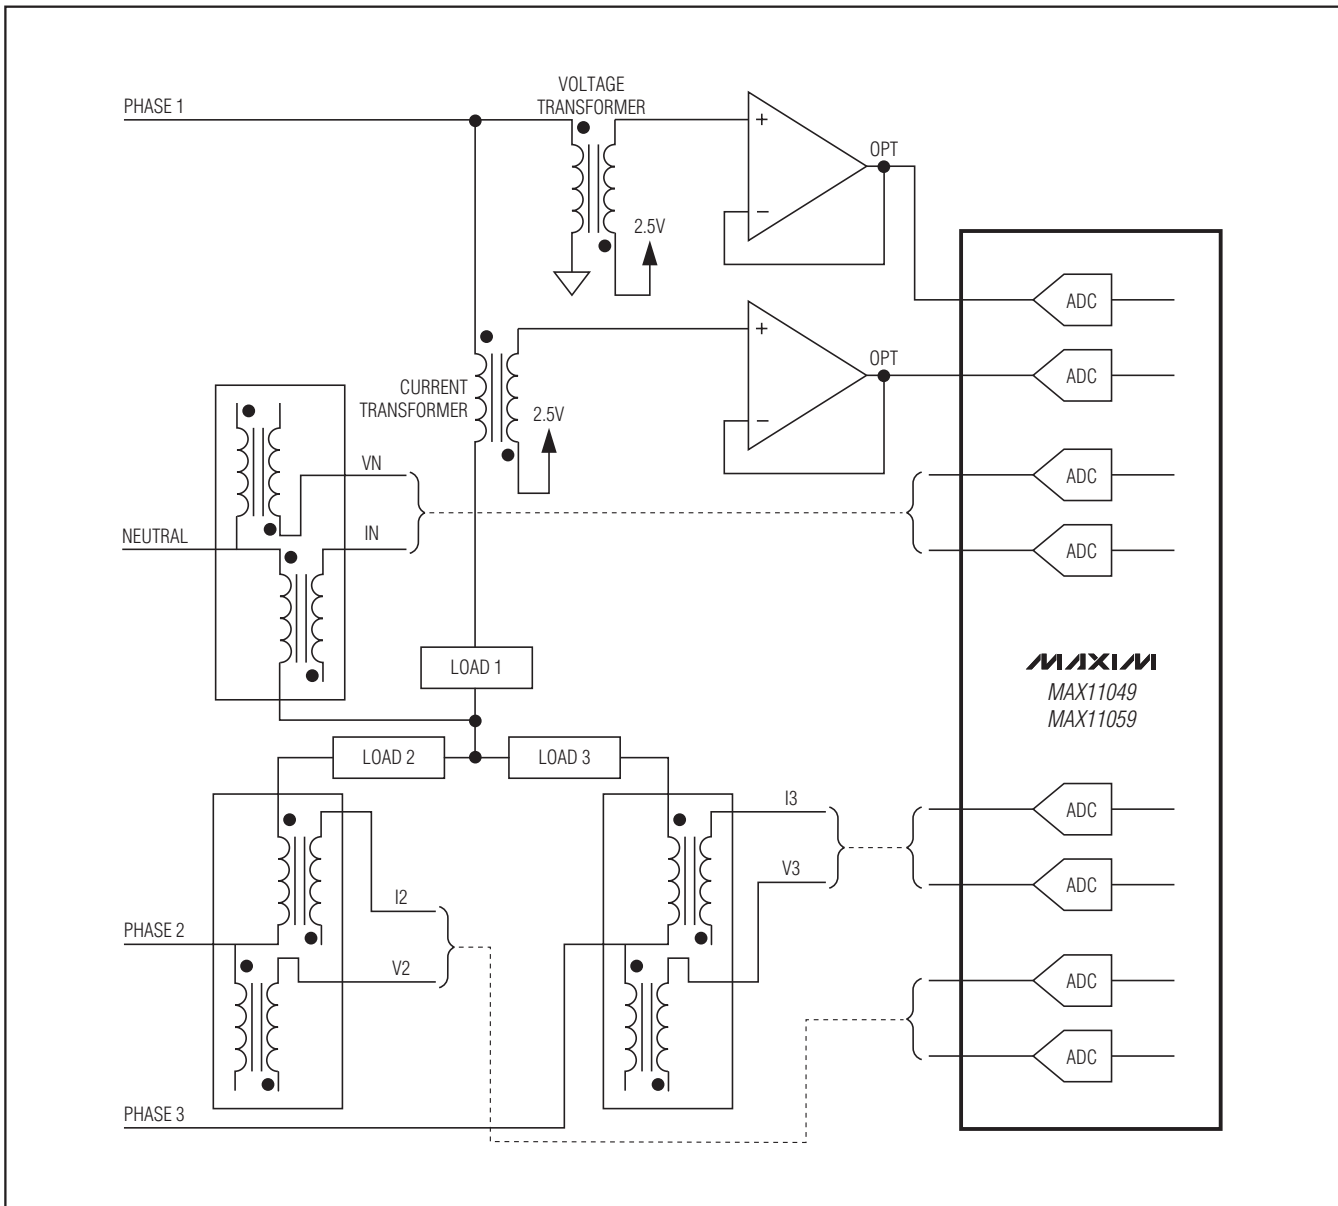 PHASE 1
VOLTAGE
TRANSFORMER
+
−
OPT
2.5V
ADC
CURRENT
TRANSFORMER
2.5V
+
−
OPT
ADC
VN
ADC
NEUTRAL
IN
ADC
LOAD 1
MAXIM
MAX11049
MAX11059
LOAD 2
LOAD 3
I3
ADC
V3
ADC
I2
PHASE 2
V2
ADC
ADC
PHASE 3